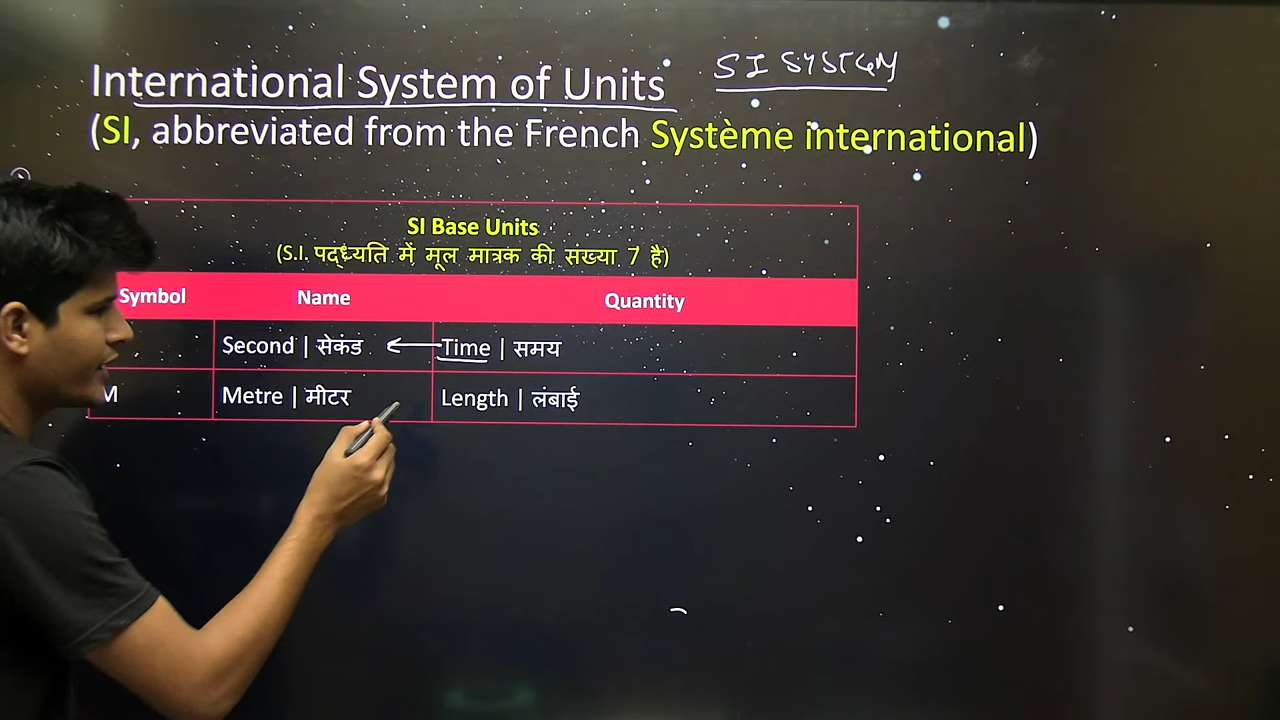 International System of Units SI SYSTEM
(SI, abbreviated from the French Système international)
SI Base Units
(S.I. पद्ध्यति में मूल मात्रक की संख्या 7 है)
Symbol Name Quantity
Second | सेकंड Time | समय
M Metre | मीटर Length | लंबाई